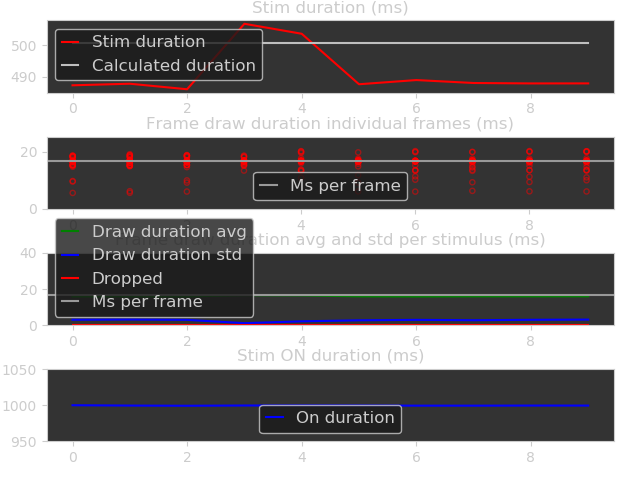 Stim duration (ms)
Stim duration
Calculated duration
500
490
0 2 4 6 8
Frame draw duration individual frames (ms)
20
0
Ms per frame
0 2 4 6 8
Frame draw duration avg and std per stimulus (ms)
Draw duration avg
Draw duration std
Dropped
Ms per frame
40
20
0
0 2 4 6 8
Stim ON duration (ms)
1050
1000
950
On duration
0 2 4 6 8